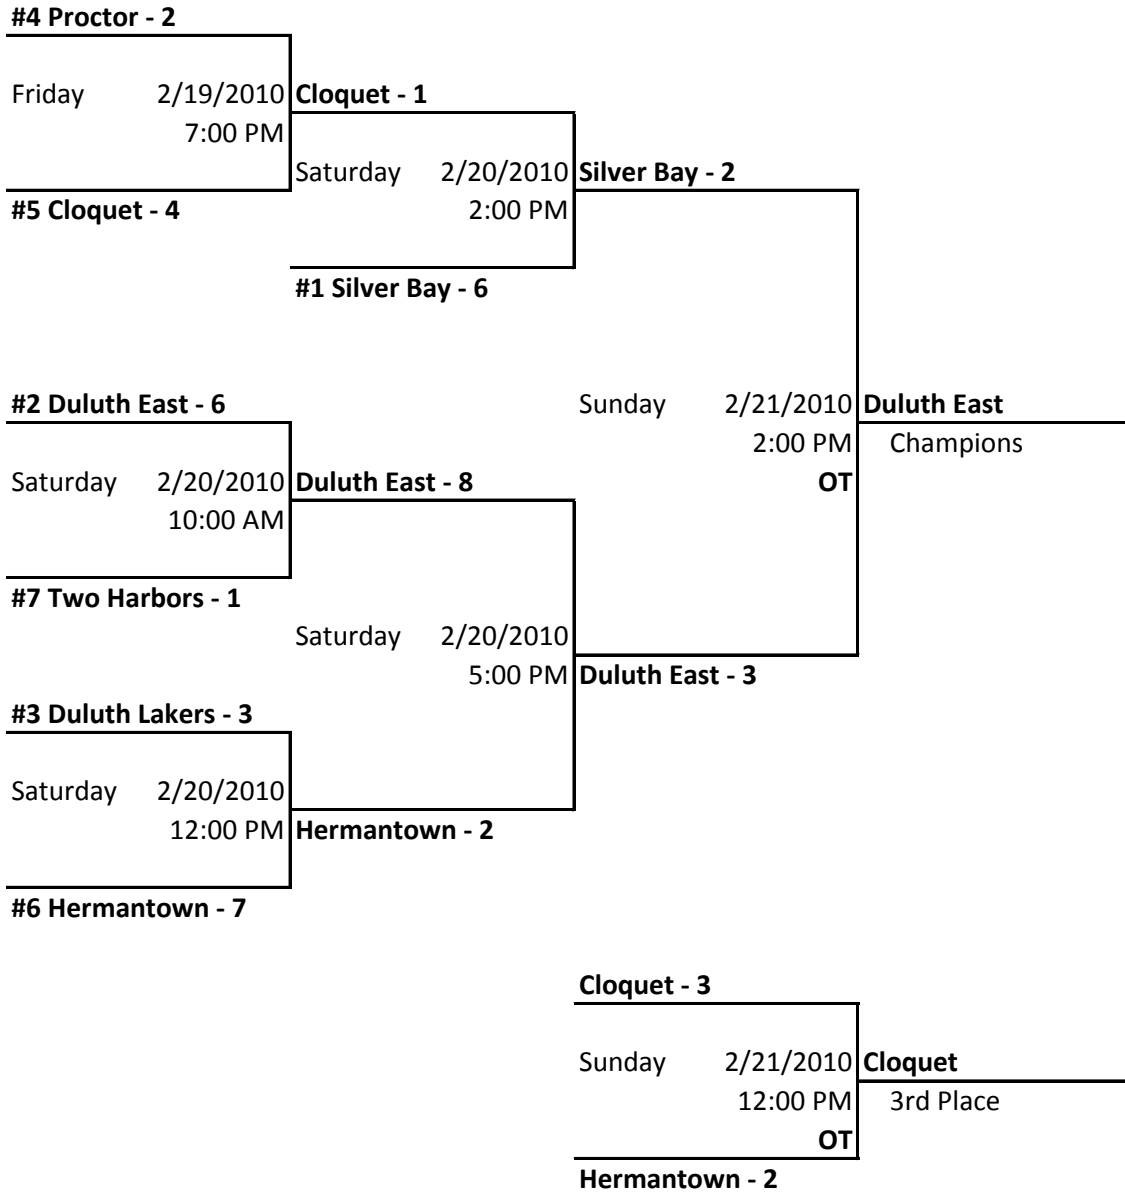 #4 Proctor - 2
Friday 2/19/2010 Cloquet - 1
7:00 PM
Saturday 2/20/2010 Silver Bay - 2
#5 Cloquet - 4 2:00 PM
#1 Silver Bay - 6
#2 Duluth East - 6 Sunday 2/21/2010 Duluth East
2:00 PM Champions
Saturday 2/20/2010 Duluth East - 8 OT
10:00 AM
#7 Two Harbors - 1
Saturday 2/20/2010
5:00 PM Duluth East - 3
#3 Duluth Lakers - 3
Saturday 2/20/2010
12:00 PM Hermantown - 2
#6 Hermantown - 7
Cloquet - 3
Sunday 2/21/2010 Cloquet
12:00 PM 3rd Place
OT
Hermantown - 2